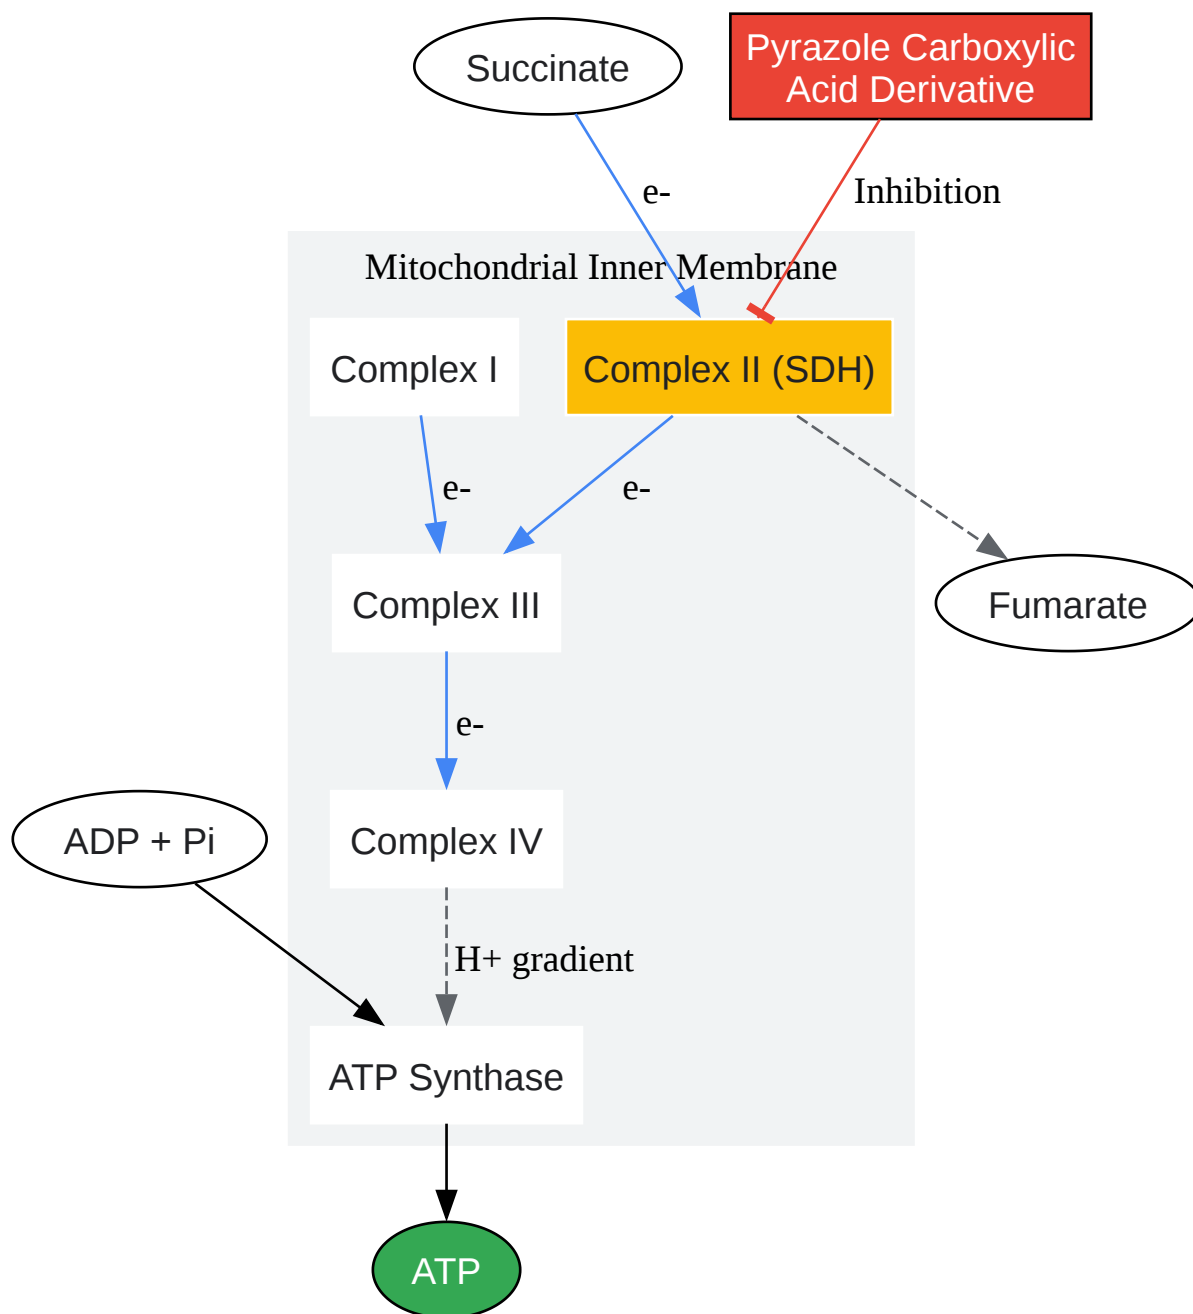 Succinate
Pyrazole Carboxylic
Acid Derivative
e-
Inhibition
Mitochondrial Inner Membrane
Complex I
Complex II (SDH)
e-
e-
Complex III
Fumarate
e-
ADP + Pi
Complex IV
H+ gradient
ATP Synthase
ATP